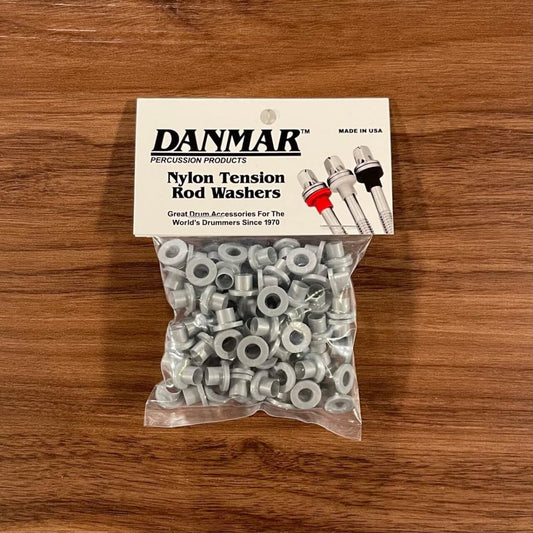 DANMAR™
MADE IN USA
PERCUSSION PRODUCTS
Nylon Tension
Rod Washers
Great Drum Accessories For The
World's Drummers Since 1970